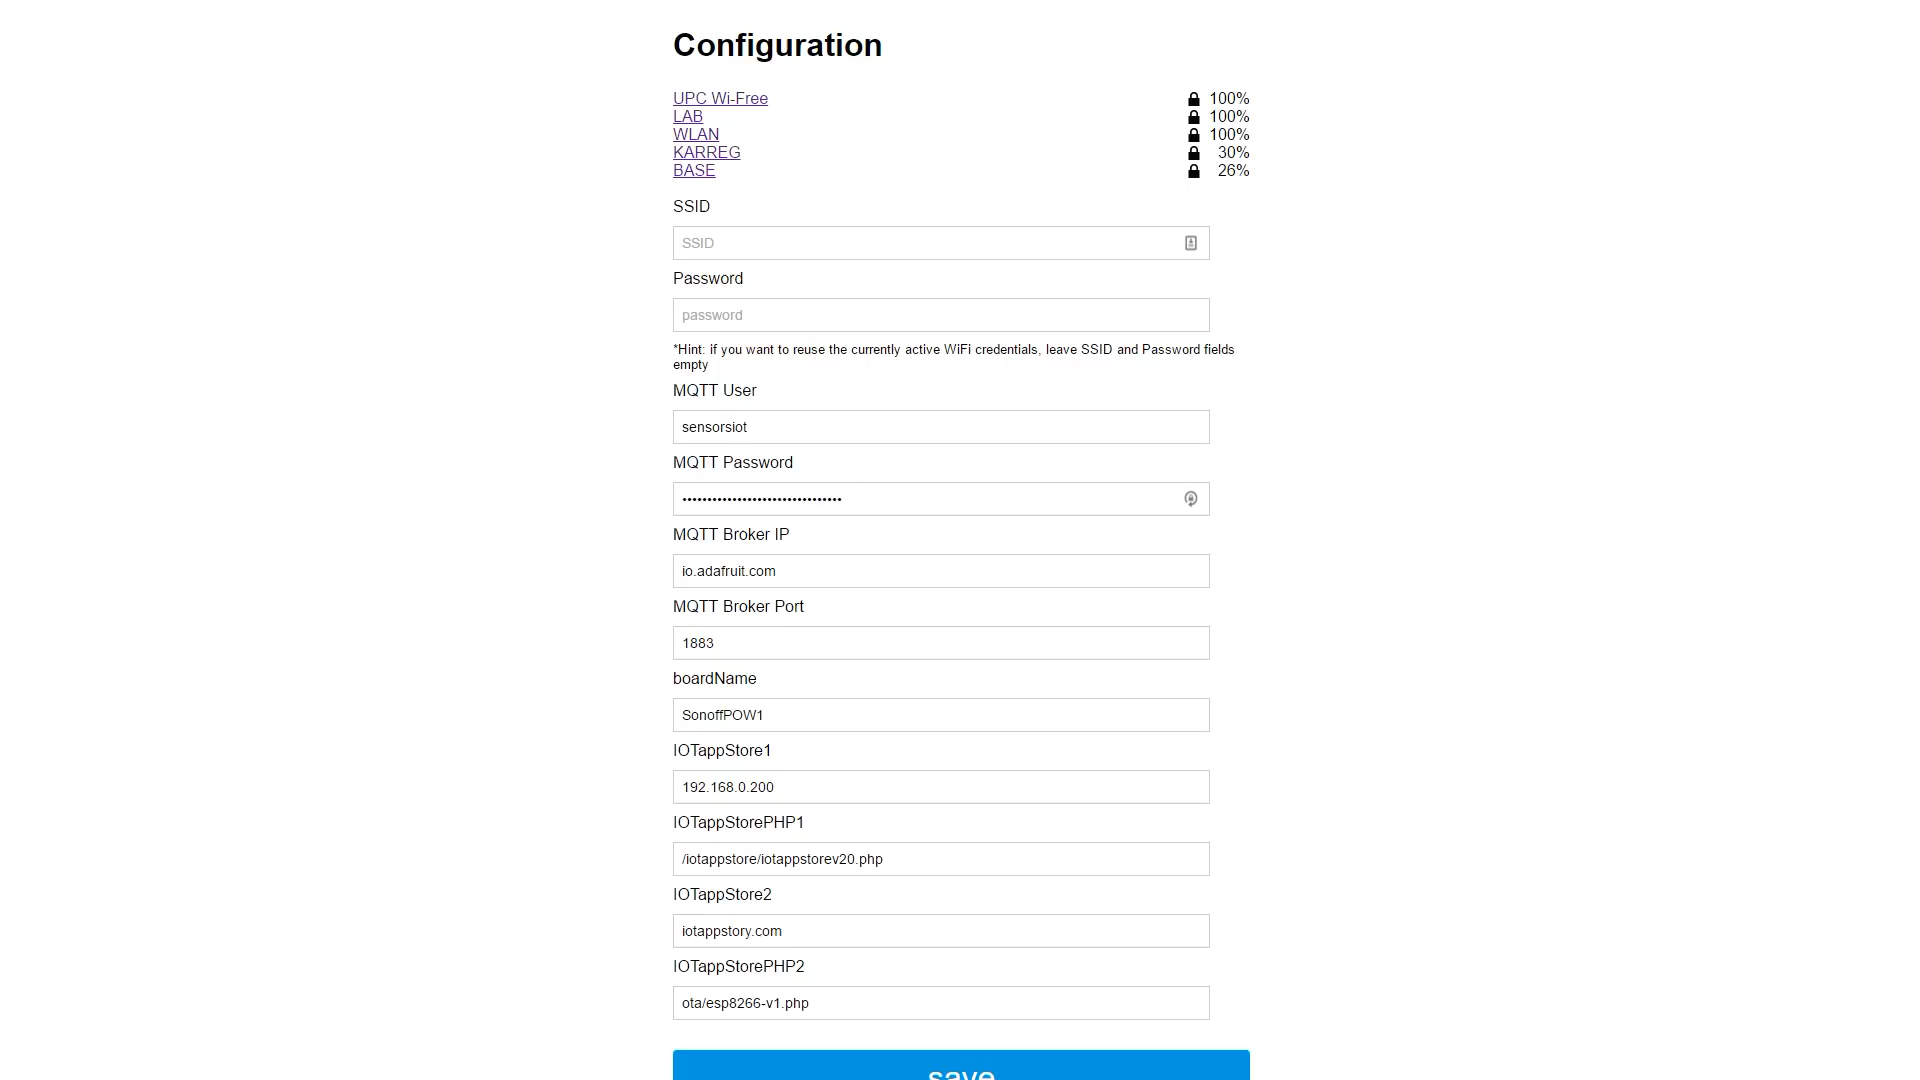 Configuration
UPC Wi-Free 100%
LAB 100%
WLAN 100%
KARREG 30%
BASE 26%
SSID
SSID
Password
password
*Hint: if you want to reuse the currently active WiFi credentials, leave SSID and Password fields
empty
MQTT User
sensorsiot
MQTT Password
••••••••••••••••••••••••••••••••
MQTT Broker IP
io.adafruit.com
MQTT Broker Port
1883
boardName
SonoffPOW1
IOTappStore1
192.168.0.200
IOTappStorePHP1
/iotappstore/iotappstorev20.php
IOTappStore2
iotappstory.com
IOTappStorePHP2
ota/esp8266-v1.php
save